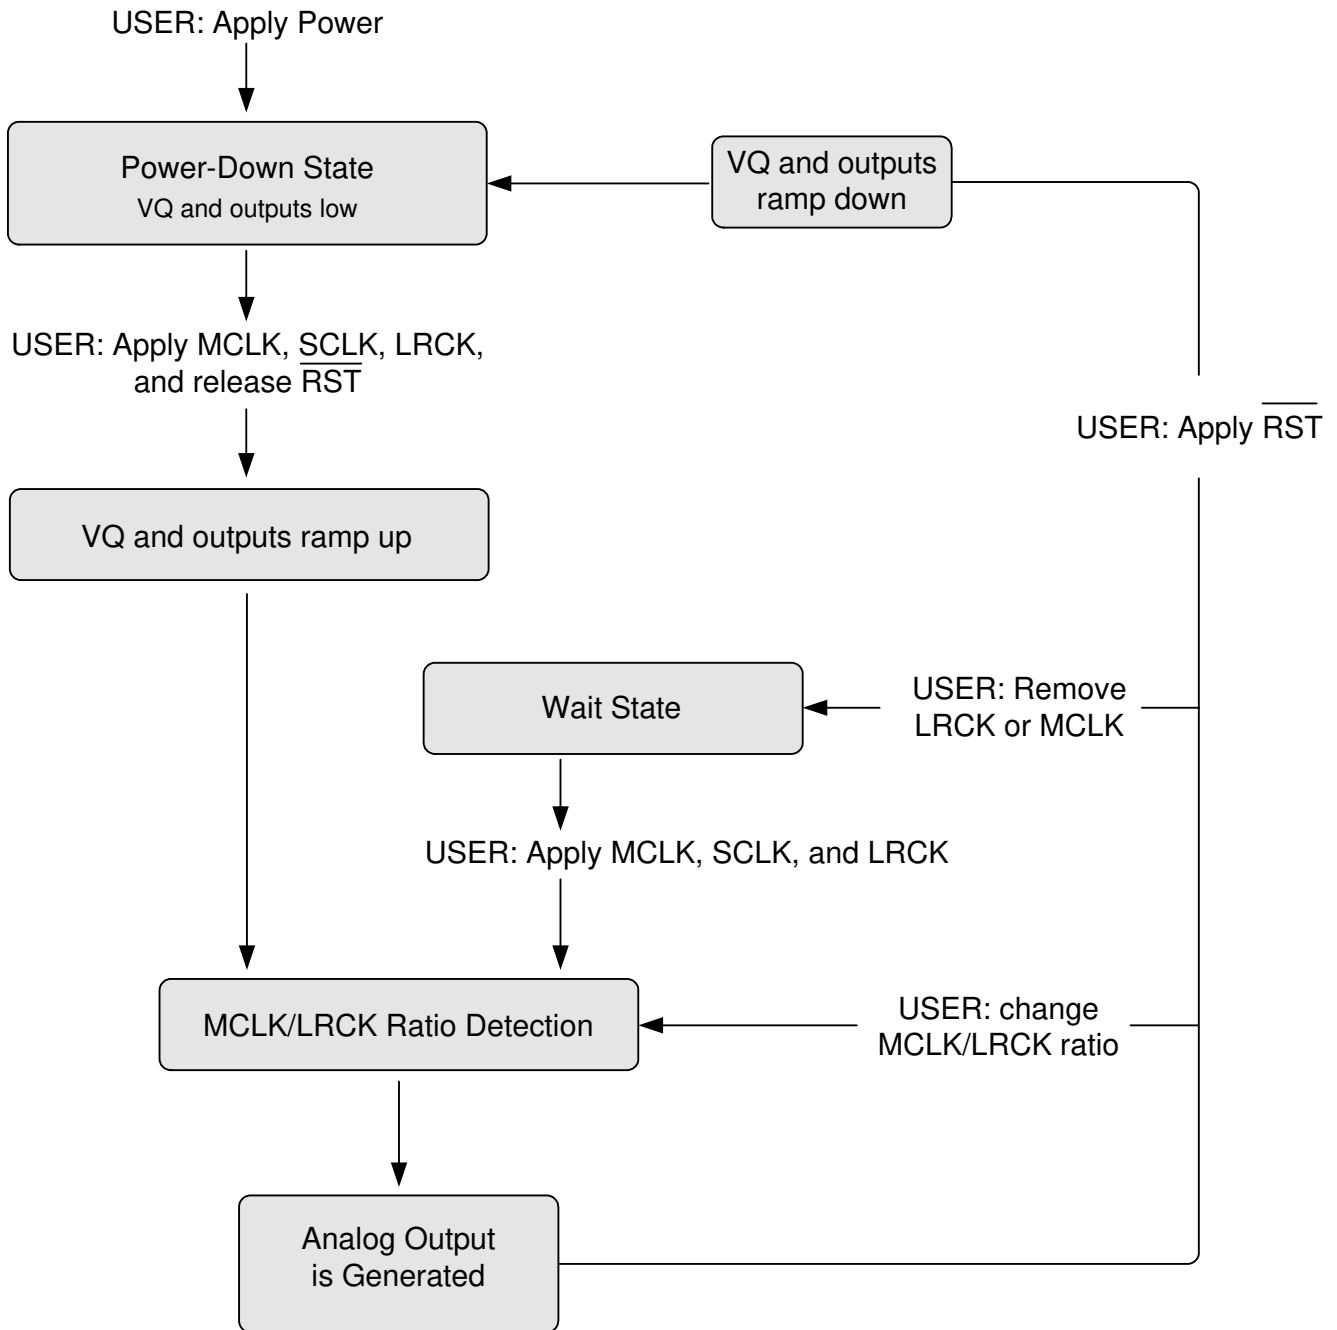 USER: Apply Power
Power-Down State
VQ and outputs low
VQ and outputs
ramp down
USER: Apply MCLK, SCLK, LRCK,
and release R̅S̅T̅
USER: Apply R̅S̅T̅
VQ and outputs ramp up
Wait State
USER: Remove
LRCK or MCLK
USER: Apply MCLK, SCLK, and LRCK
MCLK/LRCK Ratio Detection
USER: change
MCLK/LRCK ratio
Analog Output
is Generated